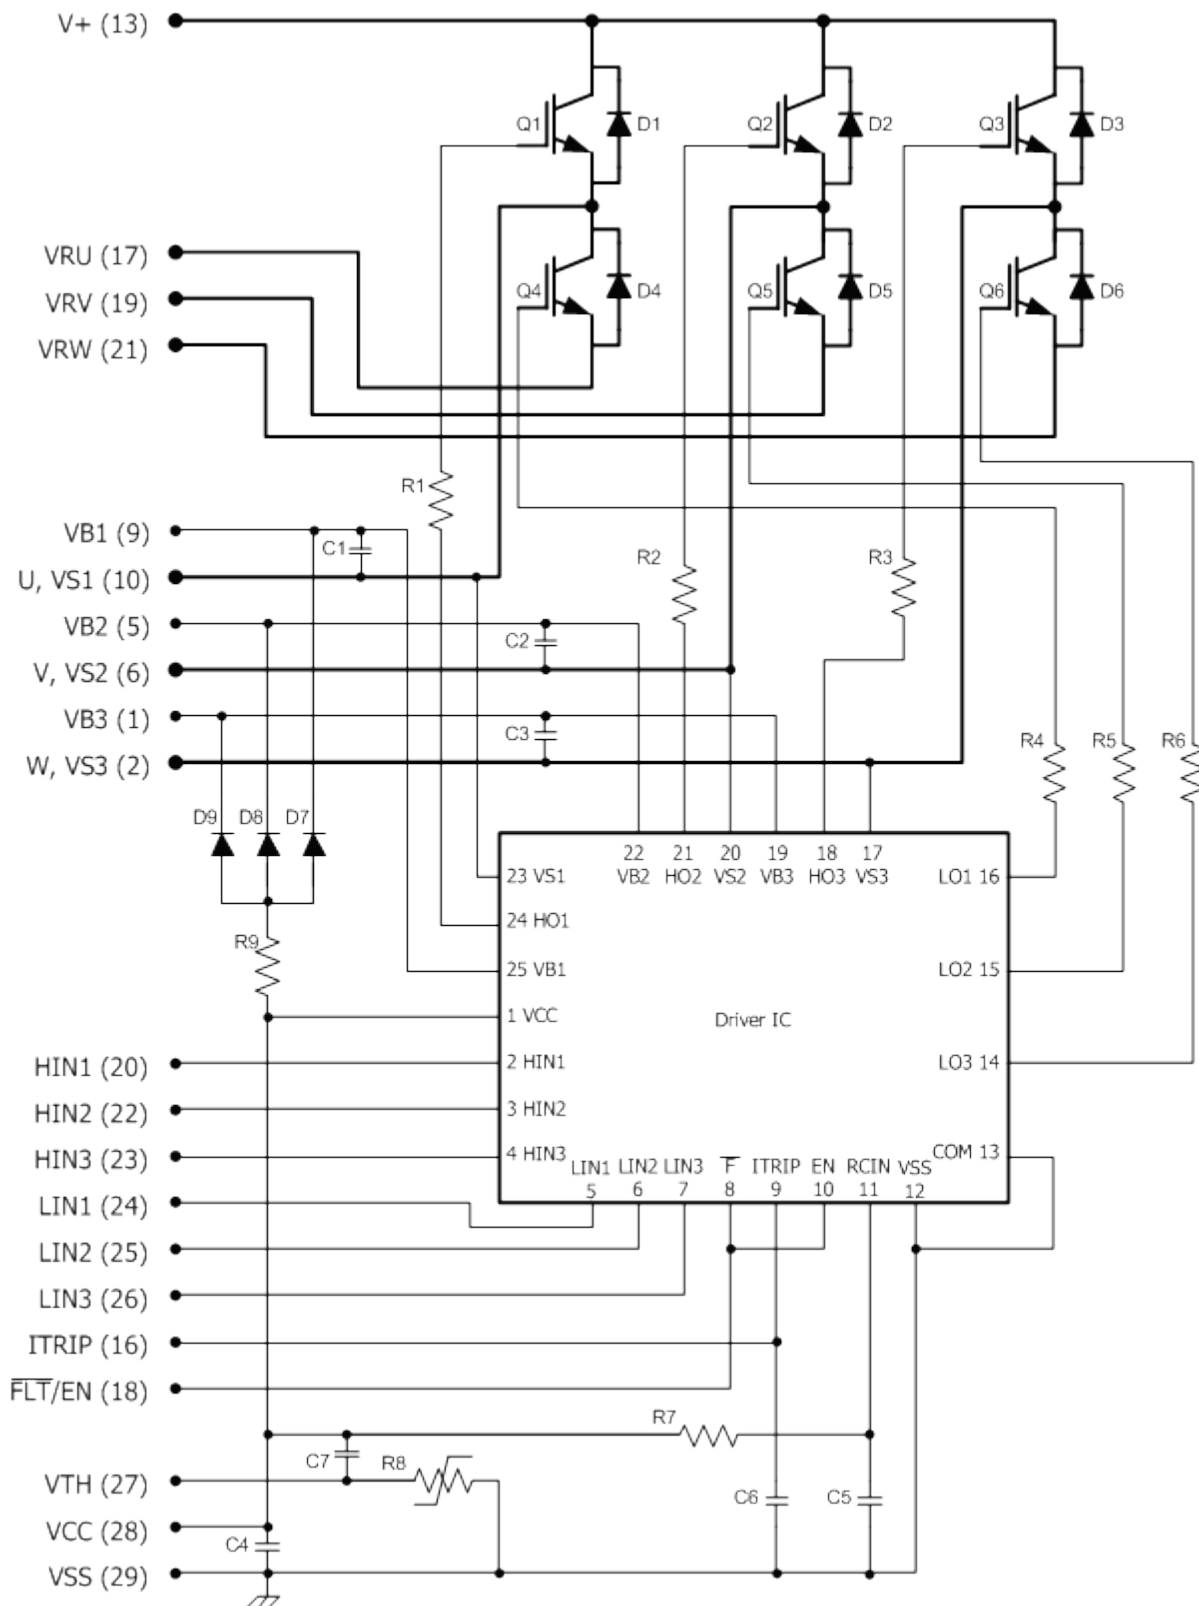 V+ (13)
Q1
D1
Q2
D2
Q3
D3
VRU (17)
VRV (19)
VRW (21)
Q4
D4
Q5
D5
Q6
D6
R1
VB1 (9)
C1
U, VS1 (10)
R2
R3
VB2 (5)
C2
V, VS2 (6)
VB3 (1)
C3
W, VS3 (2)
R4
R5
R6
D9
D8
D7
22
21
20
19
18
17
VB2
HO2
VS2
VB3
HO3
VS3
23 VS1
LO1 16
24 HO1
R9
25 VB1
LO2 15
1 VCC
Driver IC
HIN1 (20)
2 HIN1
LO3 14
HIN2 (22)
3 HIN2
HIN3 (23)
4 HIN3
COM 13
LIN1
LIN2
LIN3
F̅
ITRIP
EN
RCIN
VSS
5
6
7
8
9
10
11
12
LIN1 (24)
LIN2 (25)
LIN3 (26)
ITRIP (16)
F̅L̅T̅/EN (18)
R7
C7
R8
VTH (27)
C6
C5
VCC (28)
C4
VSS (29)